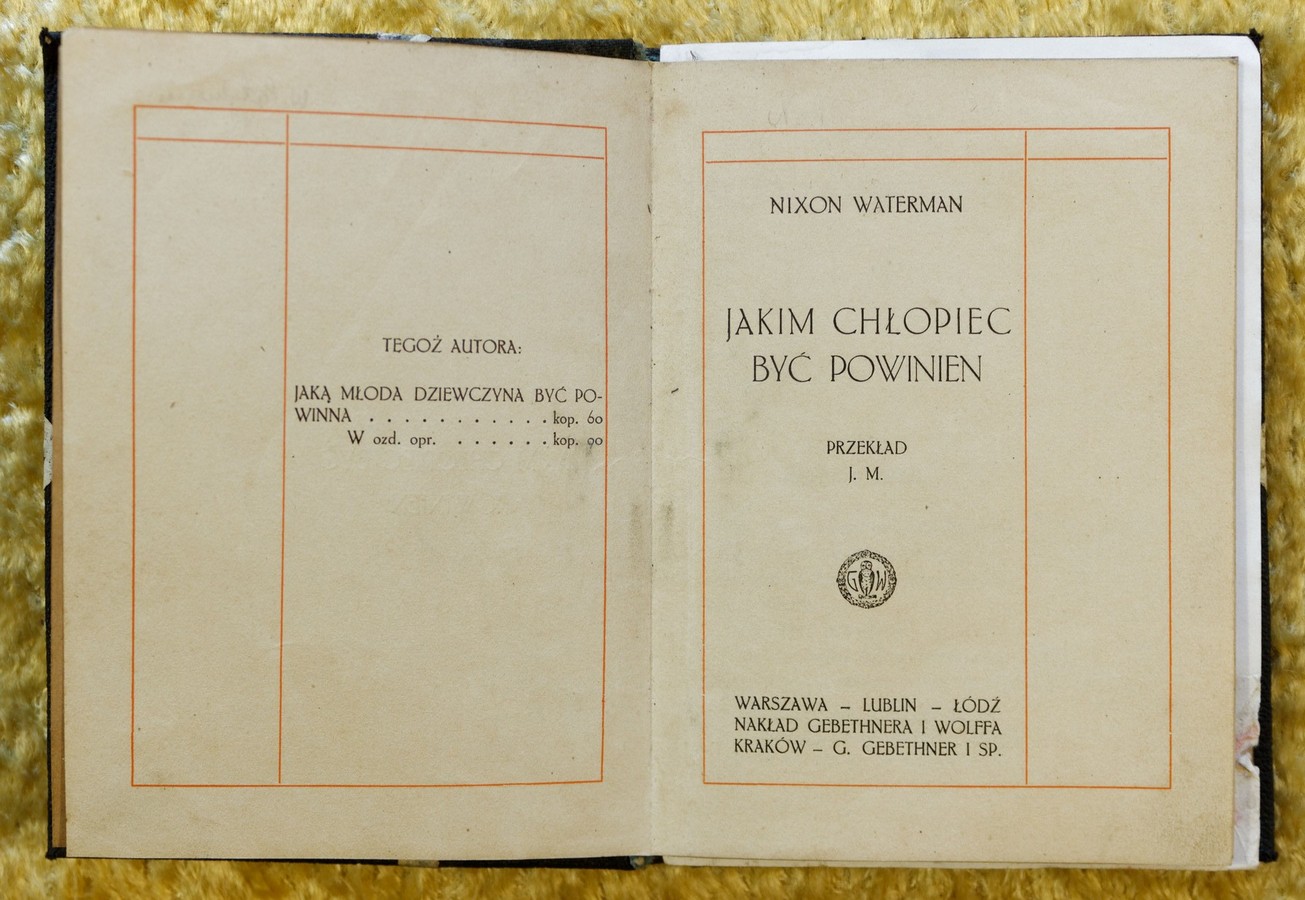 TEGOŻ AUTORA:
JAKĄ MŁODA DZIEWCZYNA BYĆ PO-
WINNA . . . . . . . . . . . kop. 60
W ozd. opr. . . . . . . kop. 90
NIXON WATERMAN
JAKIM CHŁOPIEC
BYĆ POWINIEN
PRZEKŁAD
J. M.
G W
WARSZAWA – LUBLIN – ŁÓDŹ
NAKŁAD GEBETHNERA I WOLFFA
KRAKÓW – G. GEBETHNER I SP.